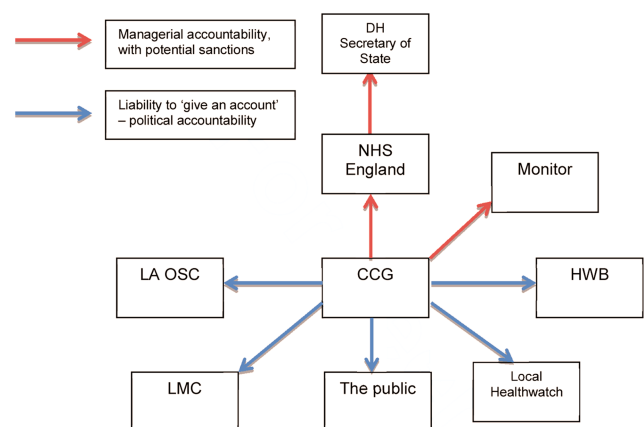 Managerial accountability,
with potential sanctions
DH
Secretary of
State
Liability to ‘give an account’
– political accountability
NHS
England
Monitor
LA OSC
CCG
HWB
LMC
The public
Local
Healthwatch